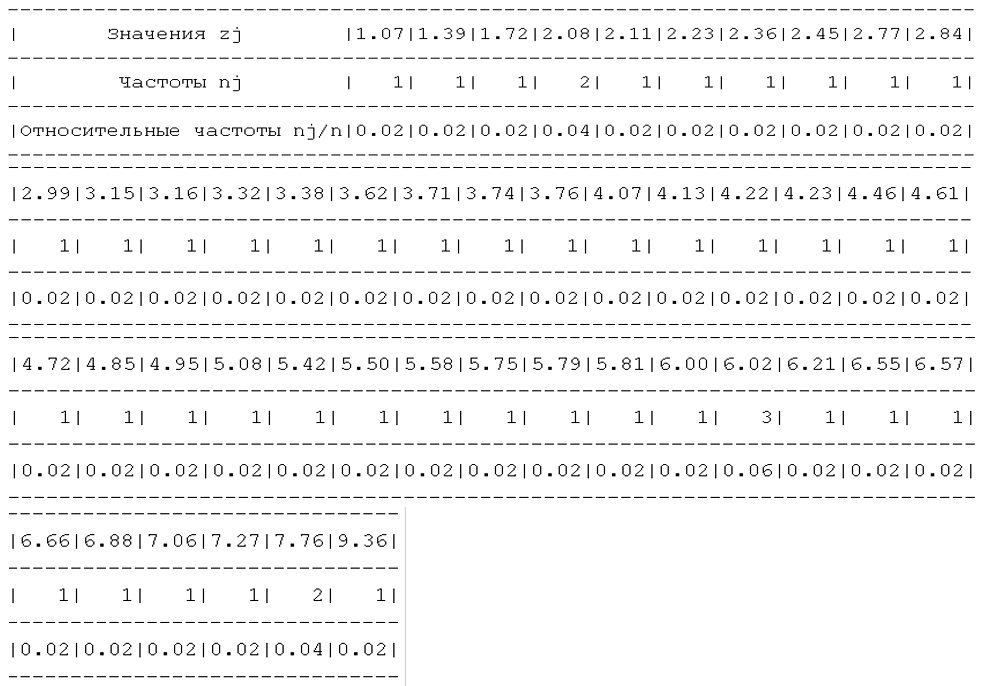 | Значения zj |1.07|1.39|1.72|2.08|2.11|2.23|2.36|2.45|2.77|2.84|
| Частоты nj | 1| 1| 1| 2| 1| 1| 1| 1| 1| 1|
|Относительные частоты nj/n|0.02|0.02|0.02|0.04|0.02|0.02|0.02|0.02|0.02|0.02|
|2.99|3.15|3.16|3.32|3.38|3.62|3.71|3.74|3.76|4.07|4.13|4.22|4.23|4.46|4.61|
| 1| 1| 1| 1| 1| 1| 1| 1| 1| 1| 1| 1| 1| 1| 1|
|0.02|0.02|0.02|0.02|0.02|0.02|0.02|0.02|0.02|0.02|0.02|0.02|0.02|0.02|0.02|
|4.72|4.85|4.95|5.08|5.42|5.50|5.58|5.75|5.79|5.81|6.00|6.02|6.21|6.55|6.57|
| 1| 1| 1| 1| 1| 1| 1| 1| 1| 1| 1| 3| 1| 1| 1|
|0.02|0.02|0.02|0.02|0.02|0.02|0.02|0.02|0.02|0.02|0.02|0.06|0.02|0.02|0.02|
|6.66|6.88|7.06|7.27|7.76|9.36|
| 1| 1| 1| 1| 2| 1|
|0.02|0.02|0.02|0.02|0.04|0.02|